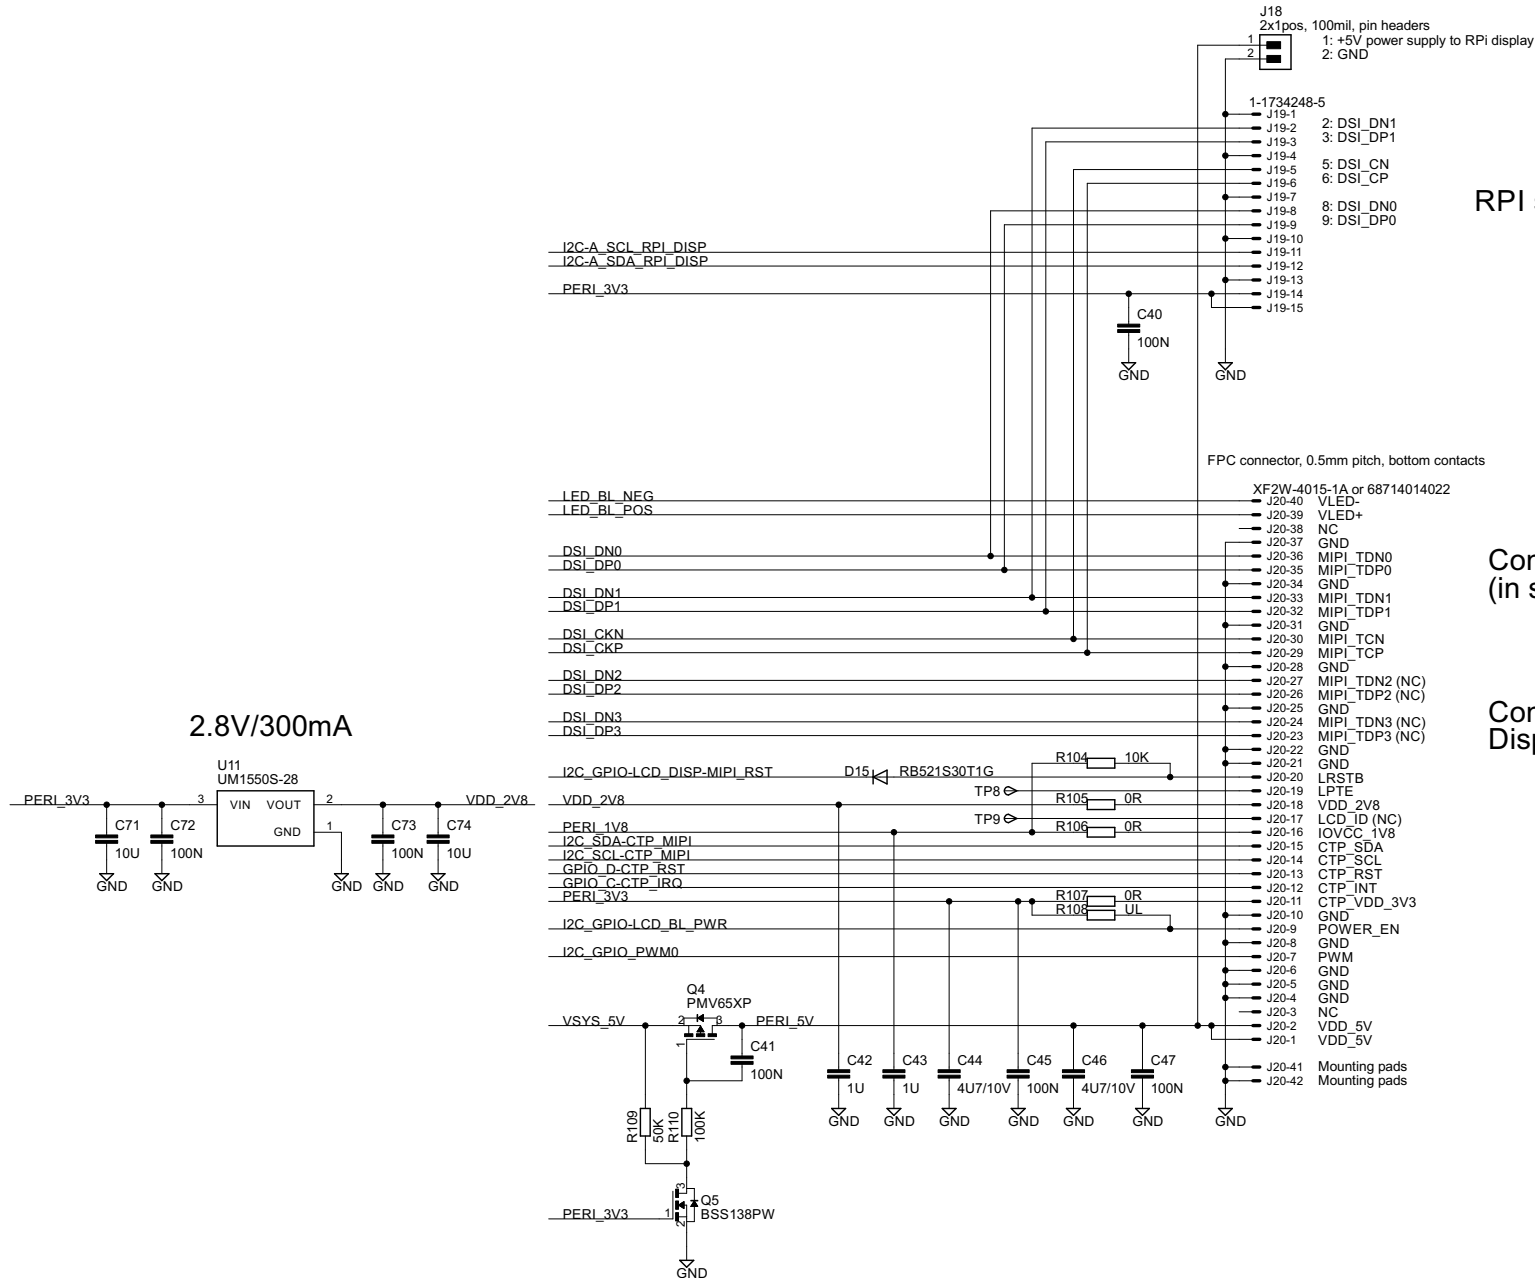 J18
2x1pos, 100mil, pin headers
1 1: +5V power supply to RPi display
2 2: GND
1-1734248-5
J19-1
J19-2 2: DSI_DN1
J19-3 3: DSI_DP1
J19-4
J19-5 5: DSI_CN
J19-6 6: DSI_CP
J19-7
J19-8 8: DSI_DN0
J19-9 9: DSI_DP0
J19-10
I2C-A_SCL_RPI_DISP J19-11
I2C-A_SDA_RPI_DISP J19-12
J19-13
PERI_3V3 J19-14
J19-15
RPI
C40
100N
GND GND
FPC connector, 0.5mm pitch, bottom contacts
XF2W-4015-1A or 68714014022
LED_BL_NEG J20-40 VLED-
LED_BL_POS J20-39 VLED+
J20-38 NC
J20-37 GND
DSI_DN0 J20-36 MIPI_TDN0
DSI_DP0 J20-35 MIPI_TDP0
J20-34 GND
DSI_DN1 J20-33 MIPI_TDN1
DSI_DP1 J20-32 MIPI_TDP1
J20-31 GND
DSI_CKN J20-30 MIPI_TCN
DSI_CKP J20-29 MIPI_TCP
J20-28 GND
DSI_DN2 J20-27 MIPI_TDN2 (NC)
DSI_DP2 J20-26 MIPI_TDP2 (NC)
J20-25 GND
DSI_DN3 J20-24 MIPI_TDN3 (NC)
DSI_DP3 J20-23 MIPI_TDP3 (NC)
J20-22 GND
R104 10K J20-21 GND
I2C_GPIO-LCD_DISP-MIPI_RST D15 RB521S30T1G J20-20 LRSTB
TP8 J20-19 LPTE
VDD_2V8 R105 0R J20-18 VDD_2V8
TP9 J20-17 LCD_ID (NC)
PERI_1V8 R106 0R J20-16 IOVCC_1V8
I2C_SDA-CTP_MIPI J20-15 CTP_SDA
I2C_SCL-CTP_MIPI J20-14 CTP_SCL
GPIO_D-CTP_RST J20-13 CTP_RST
GPIO_C-CTP_IRQ J20-12 CTP_INT
PERI_3V3 R107 0R J20-11 CTP_VDD_3V3
R108 UL J20-10 GND
I2C_GPIO-LCD_BL_PWR J20-9 POWER_EN
J20-8 GND
I2C_GPIO_PWM0 J20-7 PWM
J20-6 GND
J20-5 GND
J20-4 GND
J20-3 NC
J20-2 VDD_5V
J20-1 VDD_5V
J20-41 Mounting pads
J20-42 Mounting pads
Con
(in s
Con
Disp
2.8V/300mA
U11
UM1550S-28
PERI_3V3 3 VIN VOUT 2 VDD_2V8
GND 1
C71 C72 C73 C74
10U 100N 100N 10U
GND GND GND GND GND
Q4
PMV65XP
VSYS_5V 2 3 PERI_5V
1
C41
100N
C42 C43 C44 C45 C46 C47
1U 1U 4U7/10V 100N 4U7/10V 100N
GND GND GND GND GND GND GND
R109 50K R110 100K
3
Q5
PERI_3V3 1 BSS138PW
2
GND